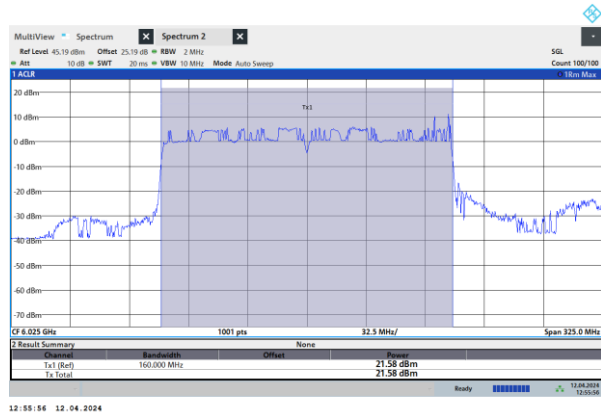 MultiView Spectrum X Spectrum 2 X
Ref Level 45.19 dBm Offset 25.19 dB RBW 2 MHz SGL
Att 10 dB SWT 20 ms VBW 10 MHz Mode Auto Sweep Count 100/100
1 ACLR 1Rm Max
20 dBm
Tx1
10 dBm
0 dBm
-10 dBm
-20 dBm
-30 dBm
-40 dBm
-50 dBm
-60 dBm
-70 dBm
CF 6.025 GHz 1001 pts 32.5 MHz/ Span 325.0 MHz
2 Result Summary None
Channel Bandwidth Offset Power
Tx1 (Ref) 160.000 MHz 21.58 dBm
Tx Total 21.58 dBm
Ready 12.04.2024
12:55:56
12:55:56 12.04.2024